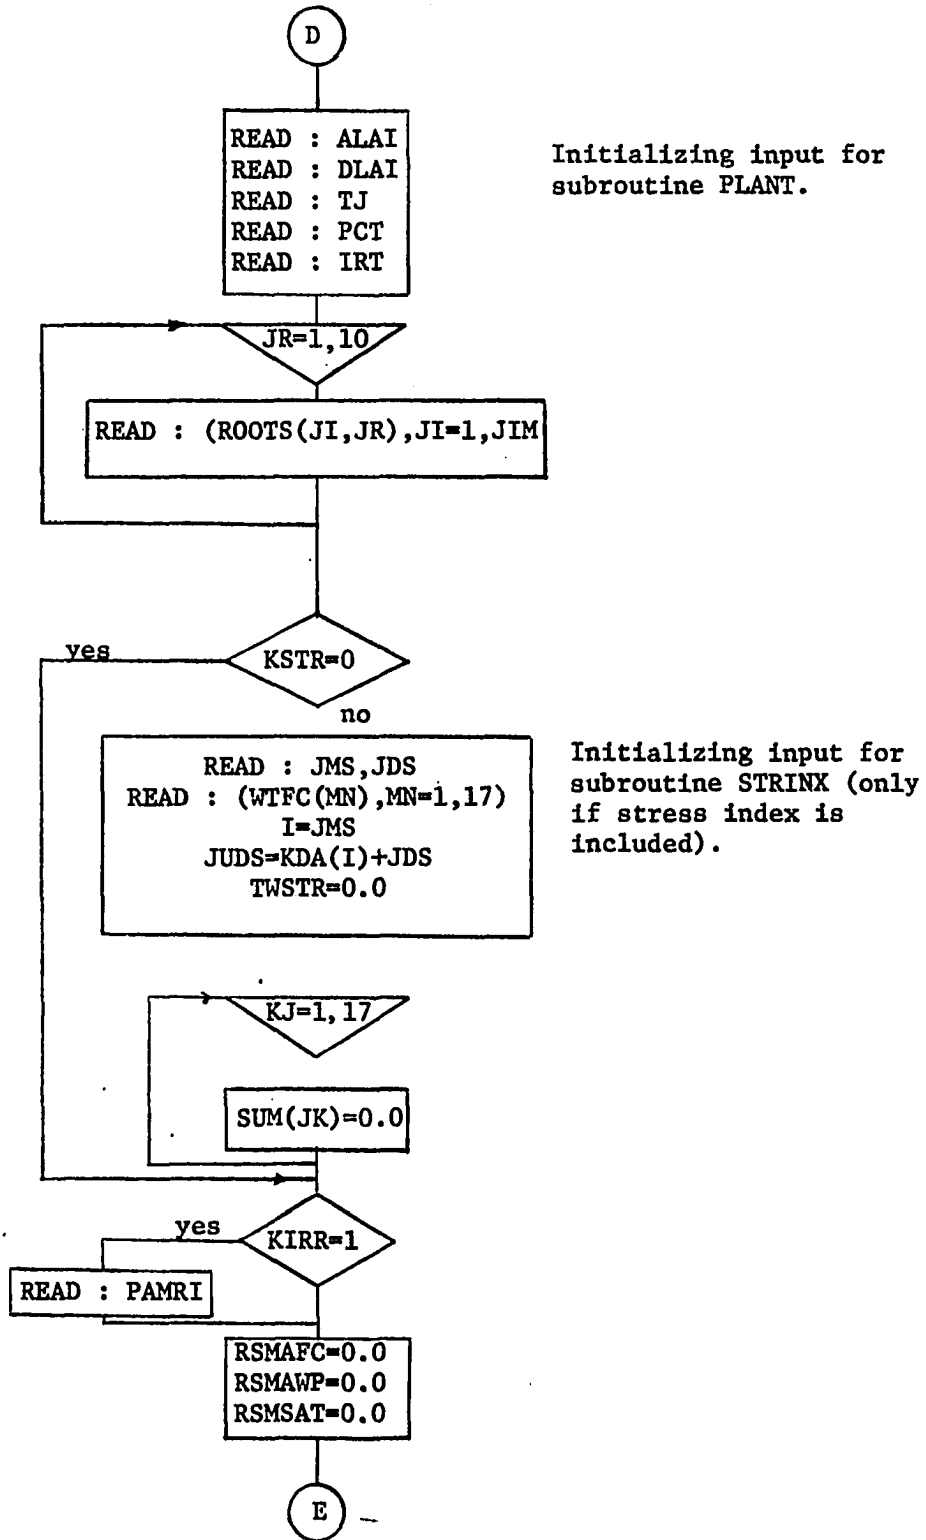 D
READ : ALAI
READ : DLAI
READ : TJ
READ : PCT
READ : IRT
Initializing input for
subroutine PLANT.
JR=1,10
READ : (ROOTS(JI,JR),JI=1,JIM
KSTR=0
yes
no
READ : JMS,JDS
READ : (WTFC(MN),MN=1,17)
I=JMS
JUDS=KDA(I)+JDS
TWSTR=0.0
Initializing input for
subroutine STRINX (only
if stress index is
included).
KJ=1,17
SUM(JK)=0.0
yes
KIRR=1
READ : PAMRI
RSMAFC=0.0
RSMAWP=0.0
RSMSAT=0.0
E